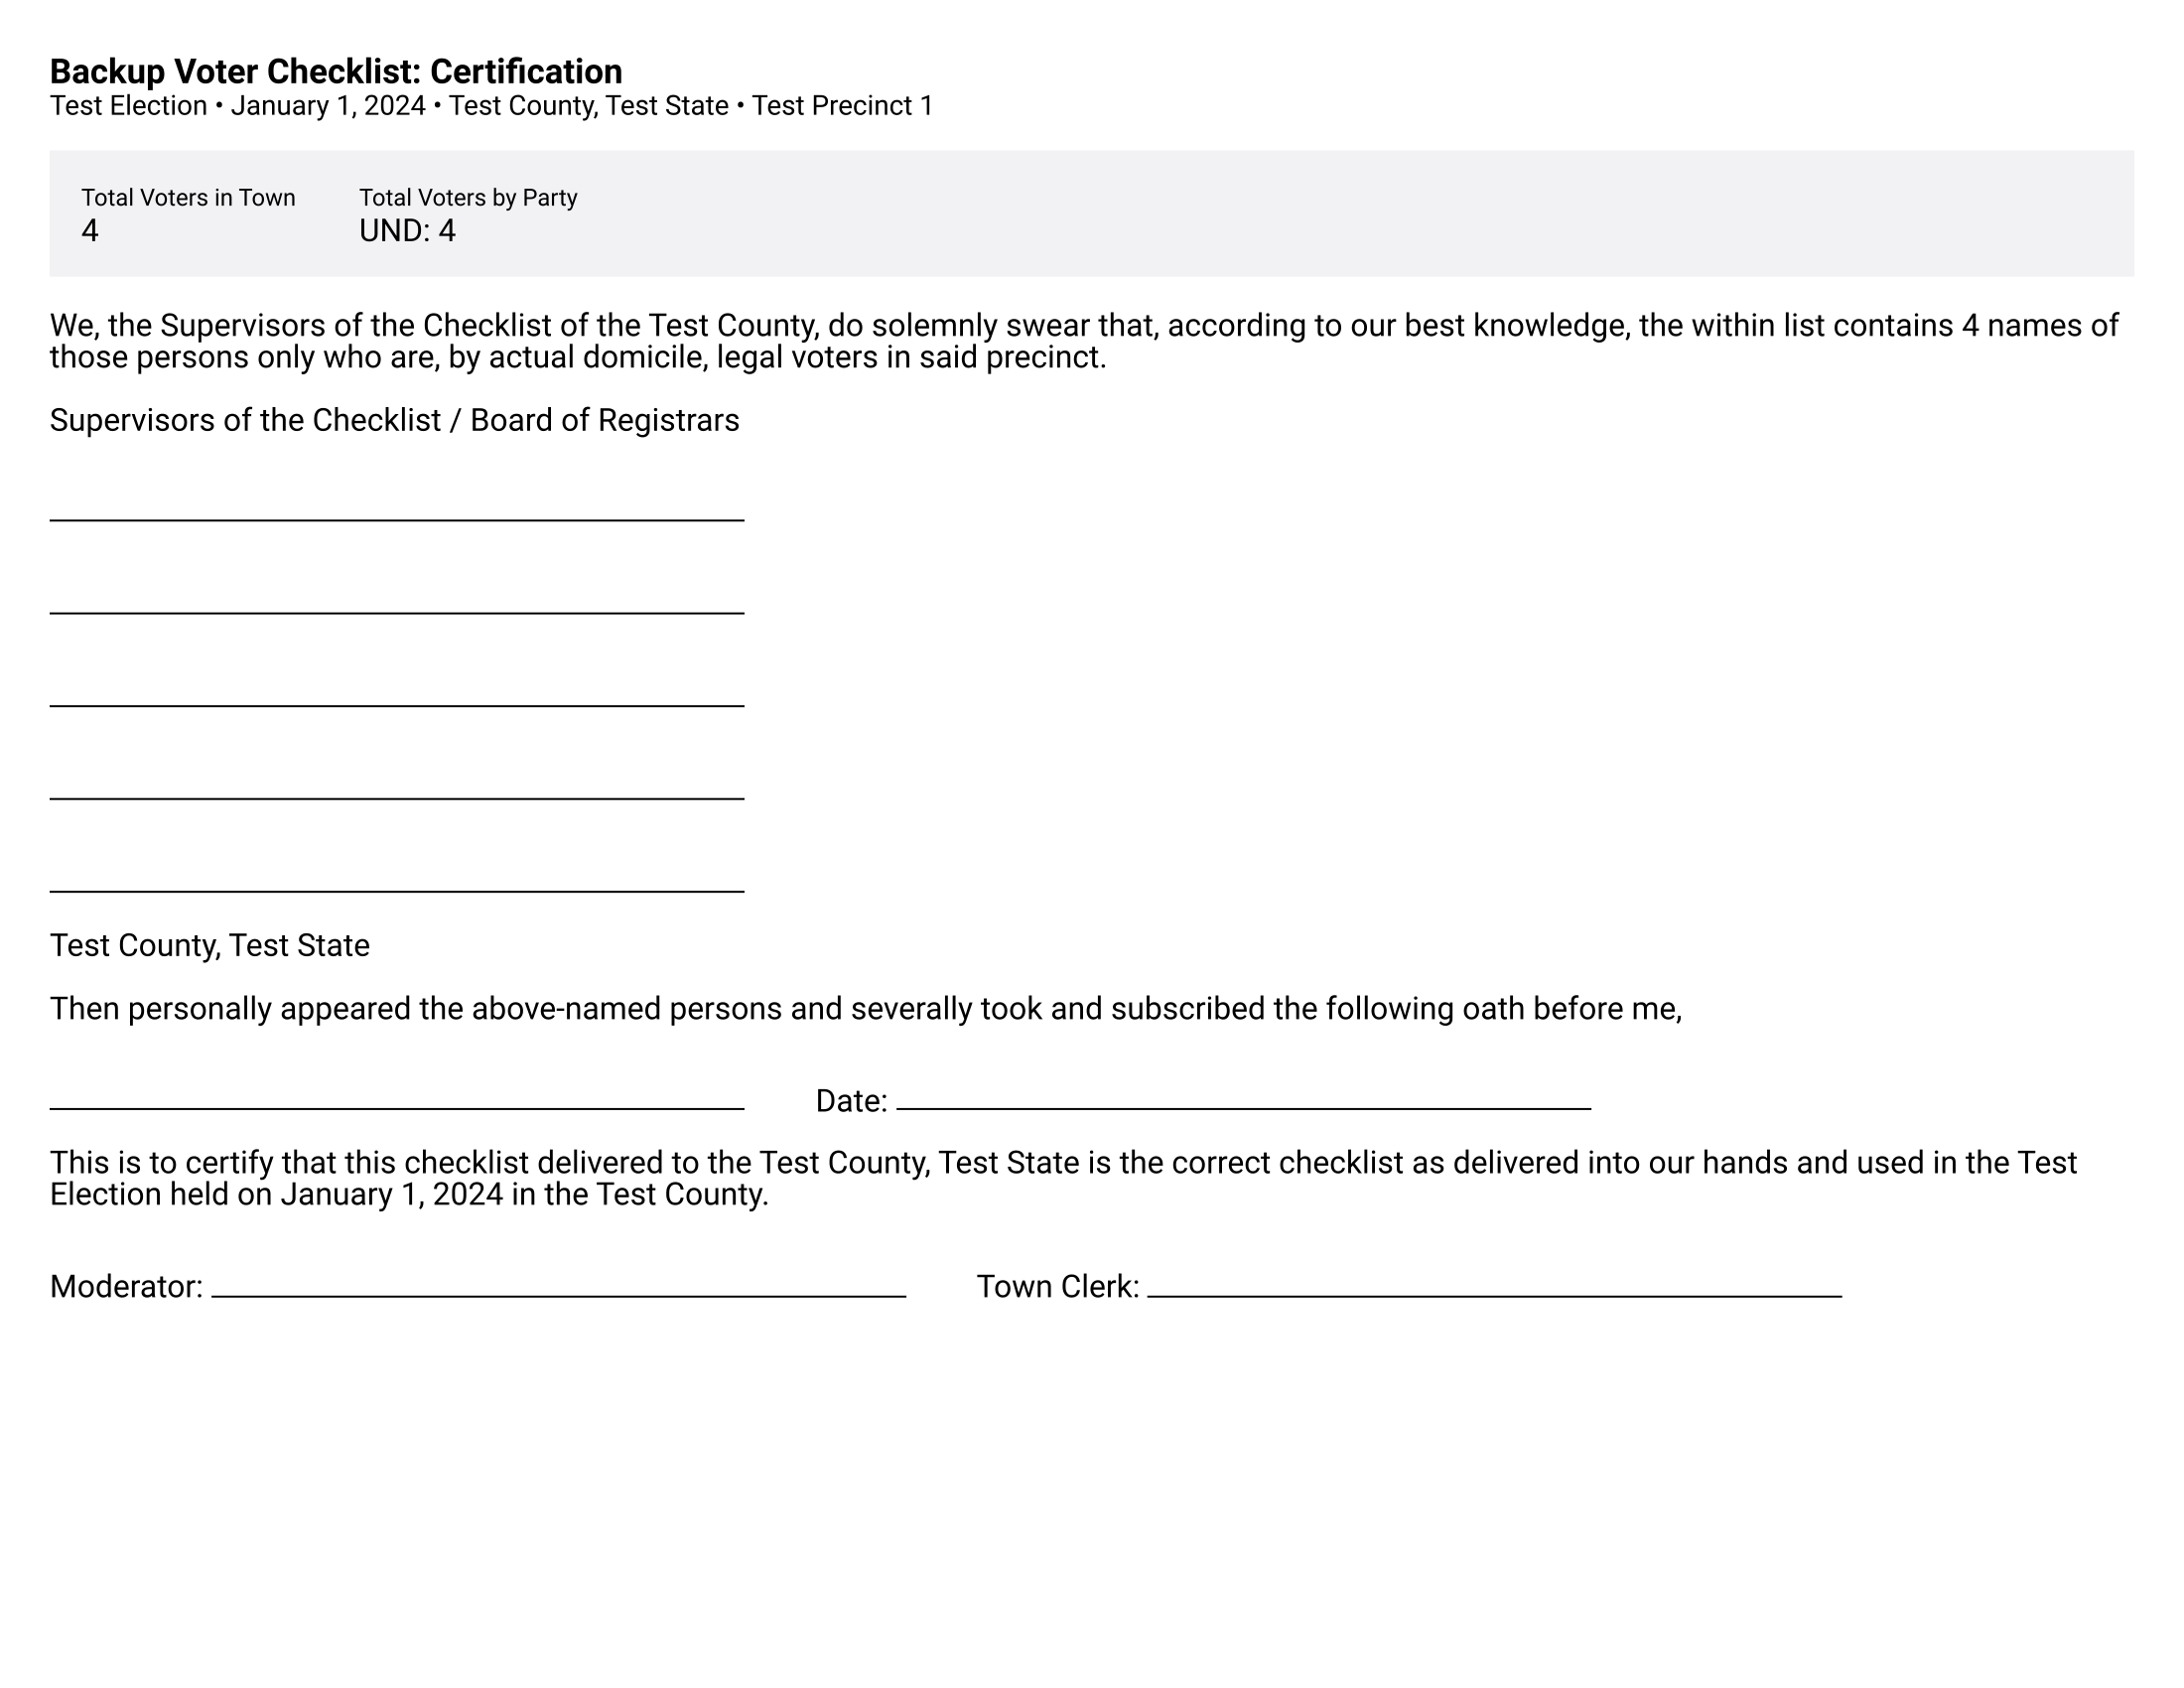 Backup Voter Checklist: Certification
Test Election • January 1, 2024 • Test County, Test State • Test Precinct 1
Total Voters in Town Total Voters by Party
4 UND: 4
We, the Supervisors of the Checklist of the Test County, do solemnly swear that, according to our best knowledge, the within list contains 4 names of
those persons only who are, by actual domicile, legal voters in said precinct.
Supervisors of the Checklist / Board of Registrars
Test County, Test State
Then personally appeared the above-named persons and severally took and subscribed the following oath before me,
Date:
This is to certify that this checklist delivered to the Test County, Test State is the correct checklist as delivered into our hands and used in the Test
Election held on January 1, 2024 in the Test County.
Moderator: Town Clerk: